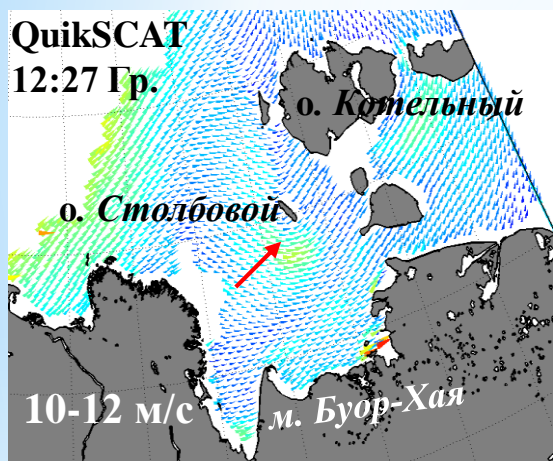 QuikSCAT
12:27 Гр.
о. Котельный
о. Столбовой
10-12 м/с
м. Буор-Хая